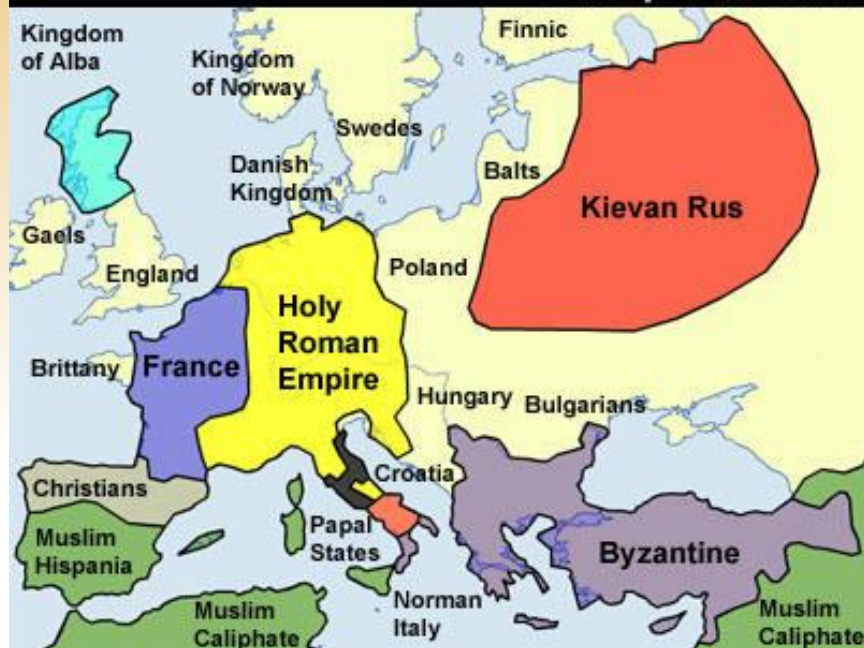 Kingdom
of Alba
Kingdom
of Norway
Finnic
Swedes
Danish
Kingdom
Balts
Kievan Rus
Gaels
England
Poland
Holy
Roman
Empire
Brittany
France
Hungary
Bulgarians
Christians
Croatia
Muslim
Hispania
Papal
States
Byzantine
Norman
Italy
Muslim
Caliphate
Muslim
Caliphate